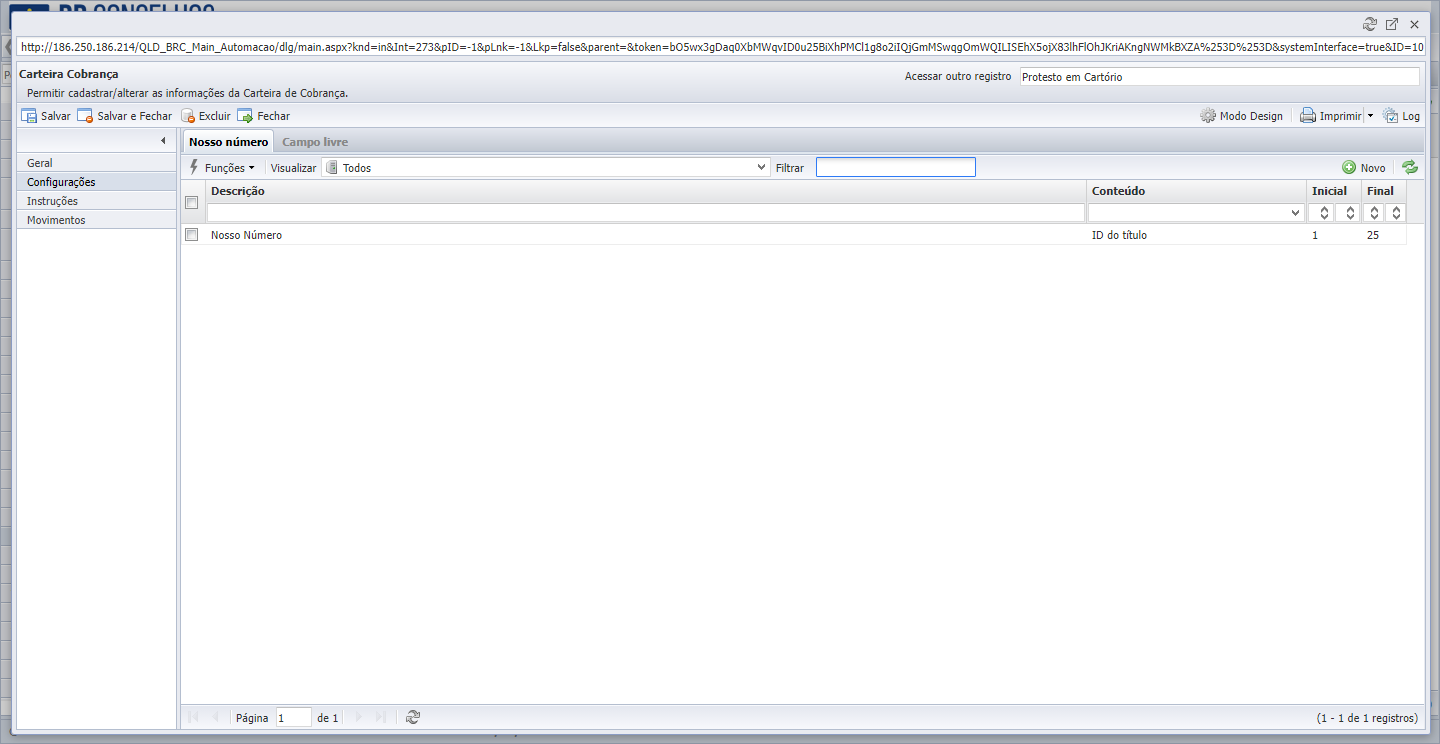 http://186.250.186.214/QLD_BRC_Main_Automacao/dlg/main.aspx?knd=in&Int=273&pID=-1&pLnk=-1&Lkp=false&parent=&token=bO5wx3gDaq0XbMWqvID0u25BiXhPMCl1g8o2iIQjGmMSwqgOmWQILISEhX5ojX83lhFlOhJKriAKngNWMkBXZA%253D%253D&systemInterface=true&ID=10
Carteira Cobrança
Acessar outro registro Protesto em Cartório
Permitir cadastrar/alterar as informações da Carteira de Cobrança.
Salvar Salvar e Fechar Excluir Fechar Modo Design Imprimir Log
Nosso número Campo livre
Geral
Configurações
Instruções
Movimentos
Funções Visualizar Todos Filtrar Novo
Descrição Conteúdo Inicial Final
Nosso Número ID do título 1 25
Página 1 de 1 (1 - 1 de 1 registros)